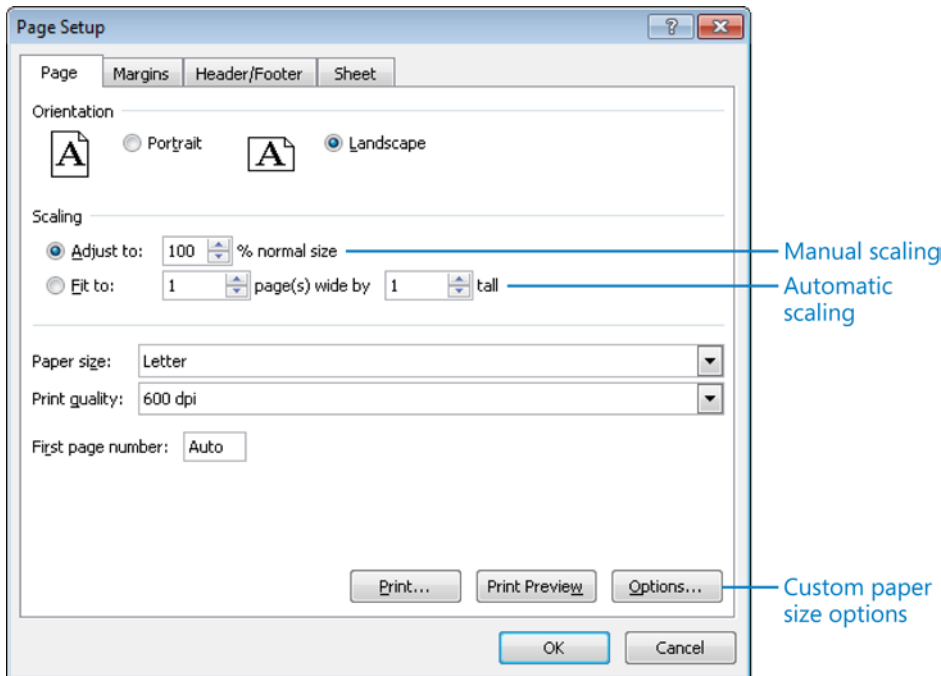 Page Setup
Page Margins Header/Footer Sheet
Orientation
A Portrait A Landscape
Scaling
Adjust to: 100 % normal size Manual scaling
Fit to: 1 page(s) wide by 1 tall Automatic
scaling
Paper size: Letter
Print quality: 600 dpi
First page number: Auto
Print... Print Preview Options... Custom paper
size options
OK Cancel